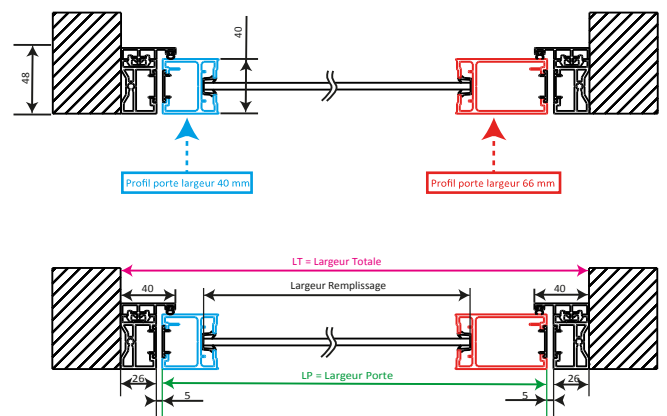 40
48
Profil porte largeur 40 mm
Profil porte largeur 66 mm
LT = Largeur Totale
40
Largeur Remplissage
40
26
LP = Largeur Porte
26
5
5